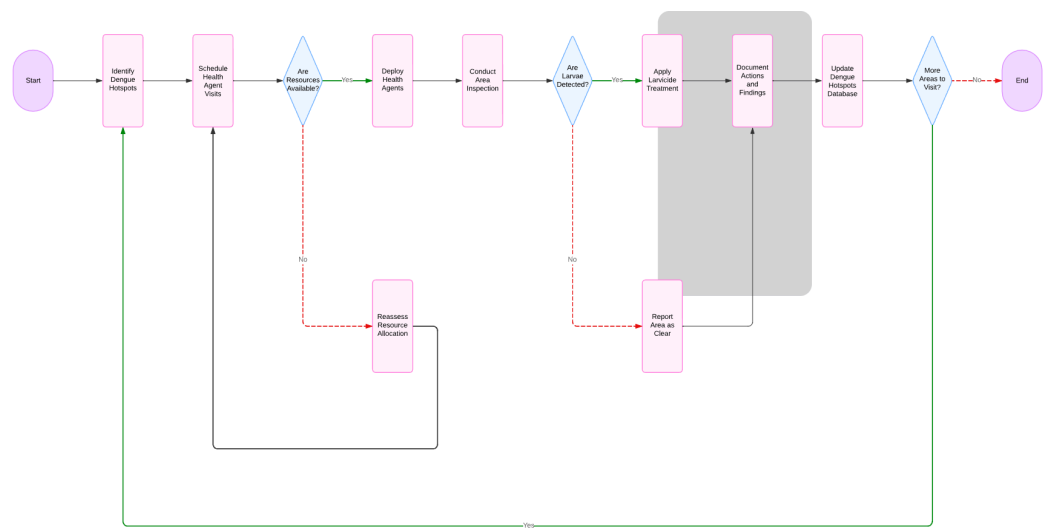 Start
Identify
Dengue
Hotspots
Schedule
Health
Agent
Visits
Are
Resources
Available?
Yes
Deploy
Health
Agents
Conduct
Area
Inspection
Are
Larvae
Detected?
Yes
Apply
Larvicide
Treatment
Document
Actions
and
Findings
Update
Dengue
Hotspots
Database
More
Areas to
Visit?
No
End
No
No
Reassess
Resource
Allocation
Report
Area as
Clear
Yes